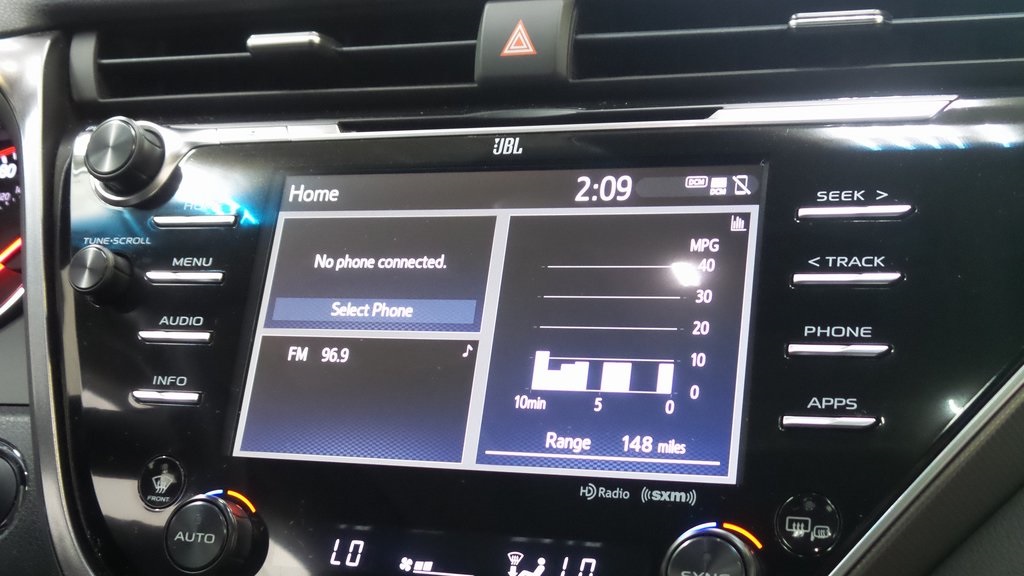 JBL
Home 2:09 DCM DCM
SEEK >
TUNE•SCROLL
MENU
< TRACK
AUDIO
PHONE
INFO
APPS
No phone connected.
Select Phone
FM 96.9
MPG
40
30
20
10
0
10min 5 0
Range 148 miles
HD Radio ((sxm))
FRONT
AUTO
LO
LO
SYNC